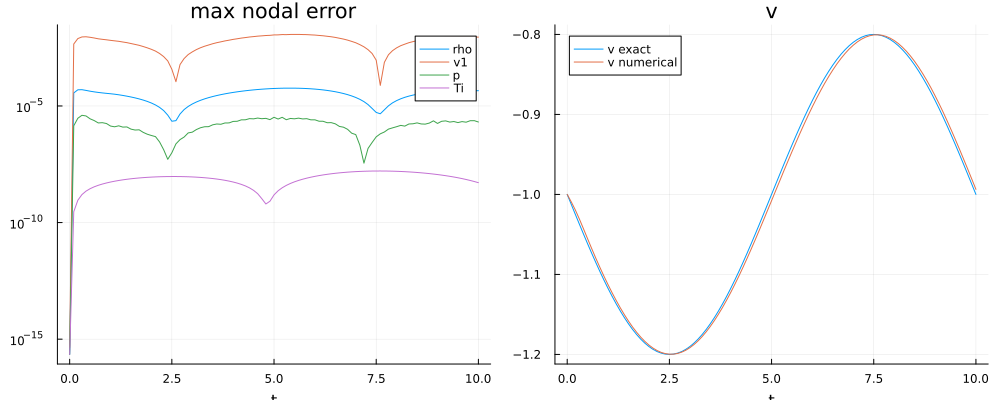 max nodal error
rho
v1
p
Ti
10⁻⁵
10⁻¹⁰
10⁻¹⁵
0.0 2.5 5.0 7.5 10.0
t
v
v exact
v numerical
−0.8
−0.9
−1.0
−1.1
−1.2
0.0 2.5 5.0 7.5 10.0
t